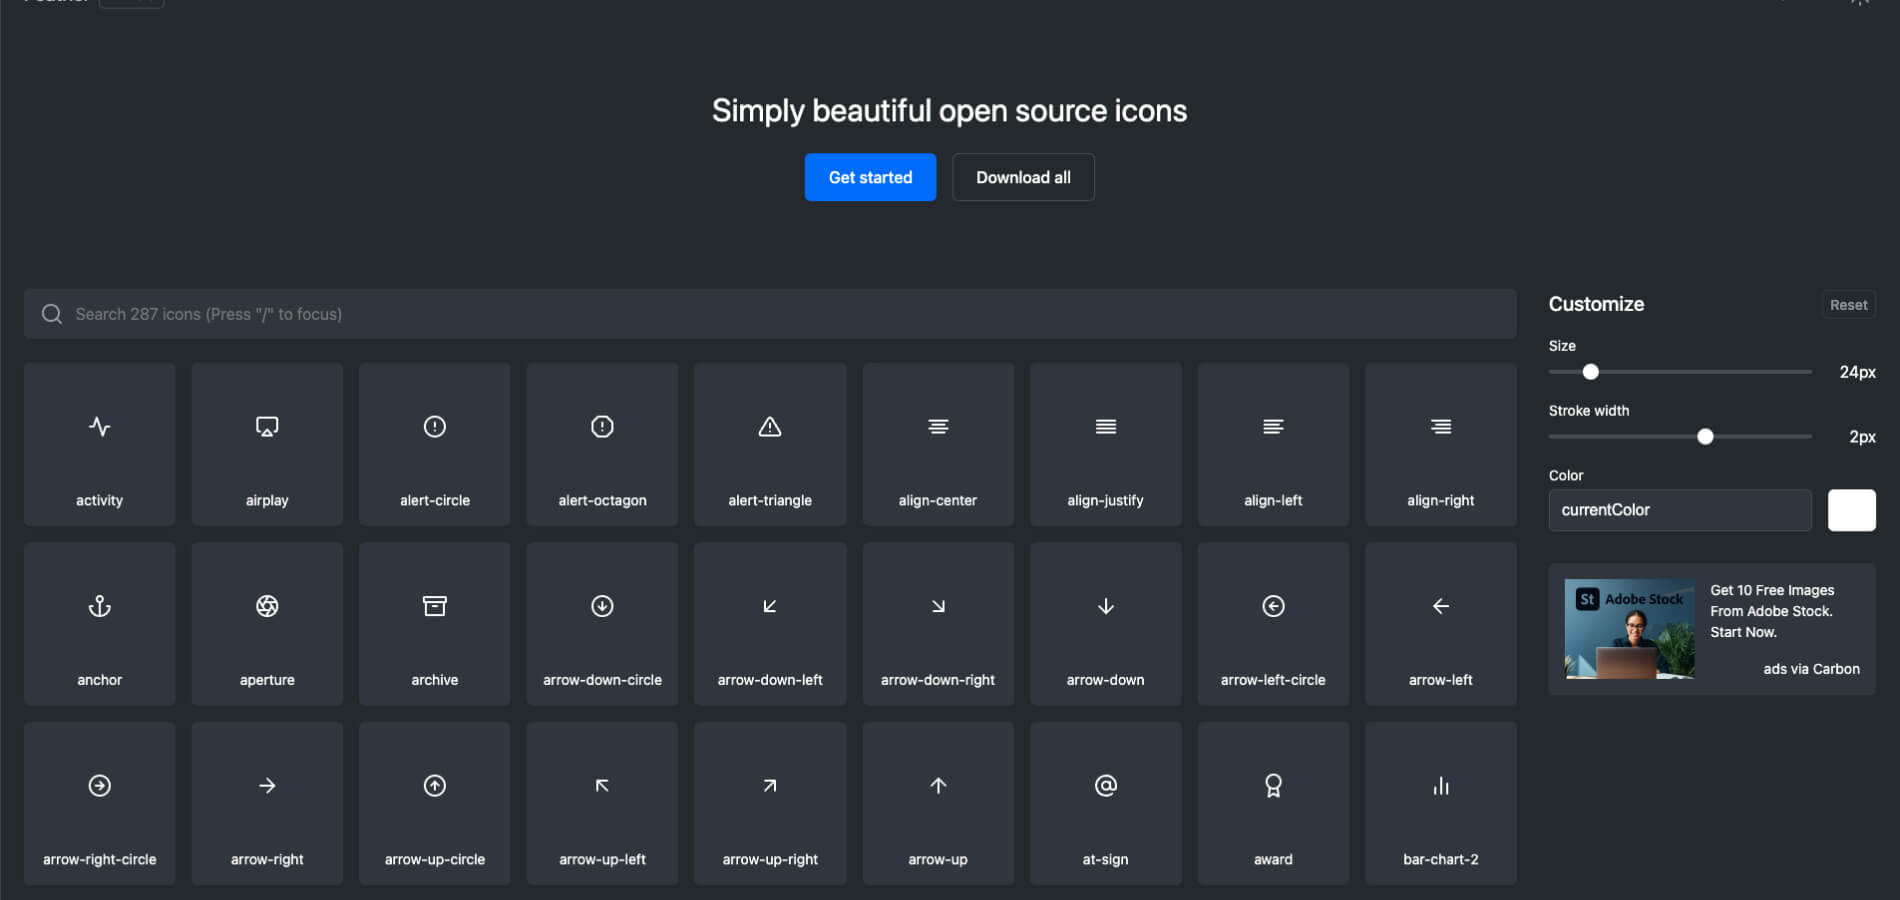 Simply beautiful open source icons
Get started
Download all
Search 287 icons (Press "/" to focus)
Customize
Reset
Size
24px
Stroke width
2px
Color
currentColor
activity
airplay
alert-circle
alert-octagon
alert-triangle
align-center
align-justify
align-left
align-right
anchor
aperture
archive
arrow-down-circle
arrow-down-left
arrow-down-right
arrow-down
arrow-left-circle
arrow-left
arrow-right-circle
arrow-right
arrow-up-circle
arrow-up-left
arrow-up-right
arrow-up
at-sign
award
bar-chart-2
St Adobe Stock
Get 10 Free Images
From Adobe Stock.
Start Now.
ads via Carbon